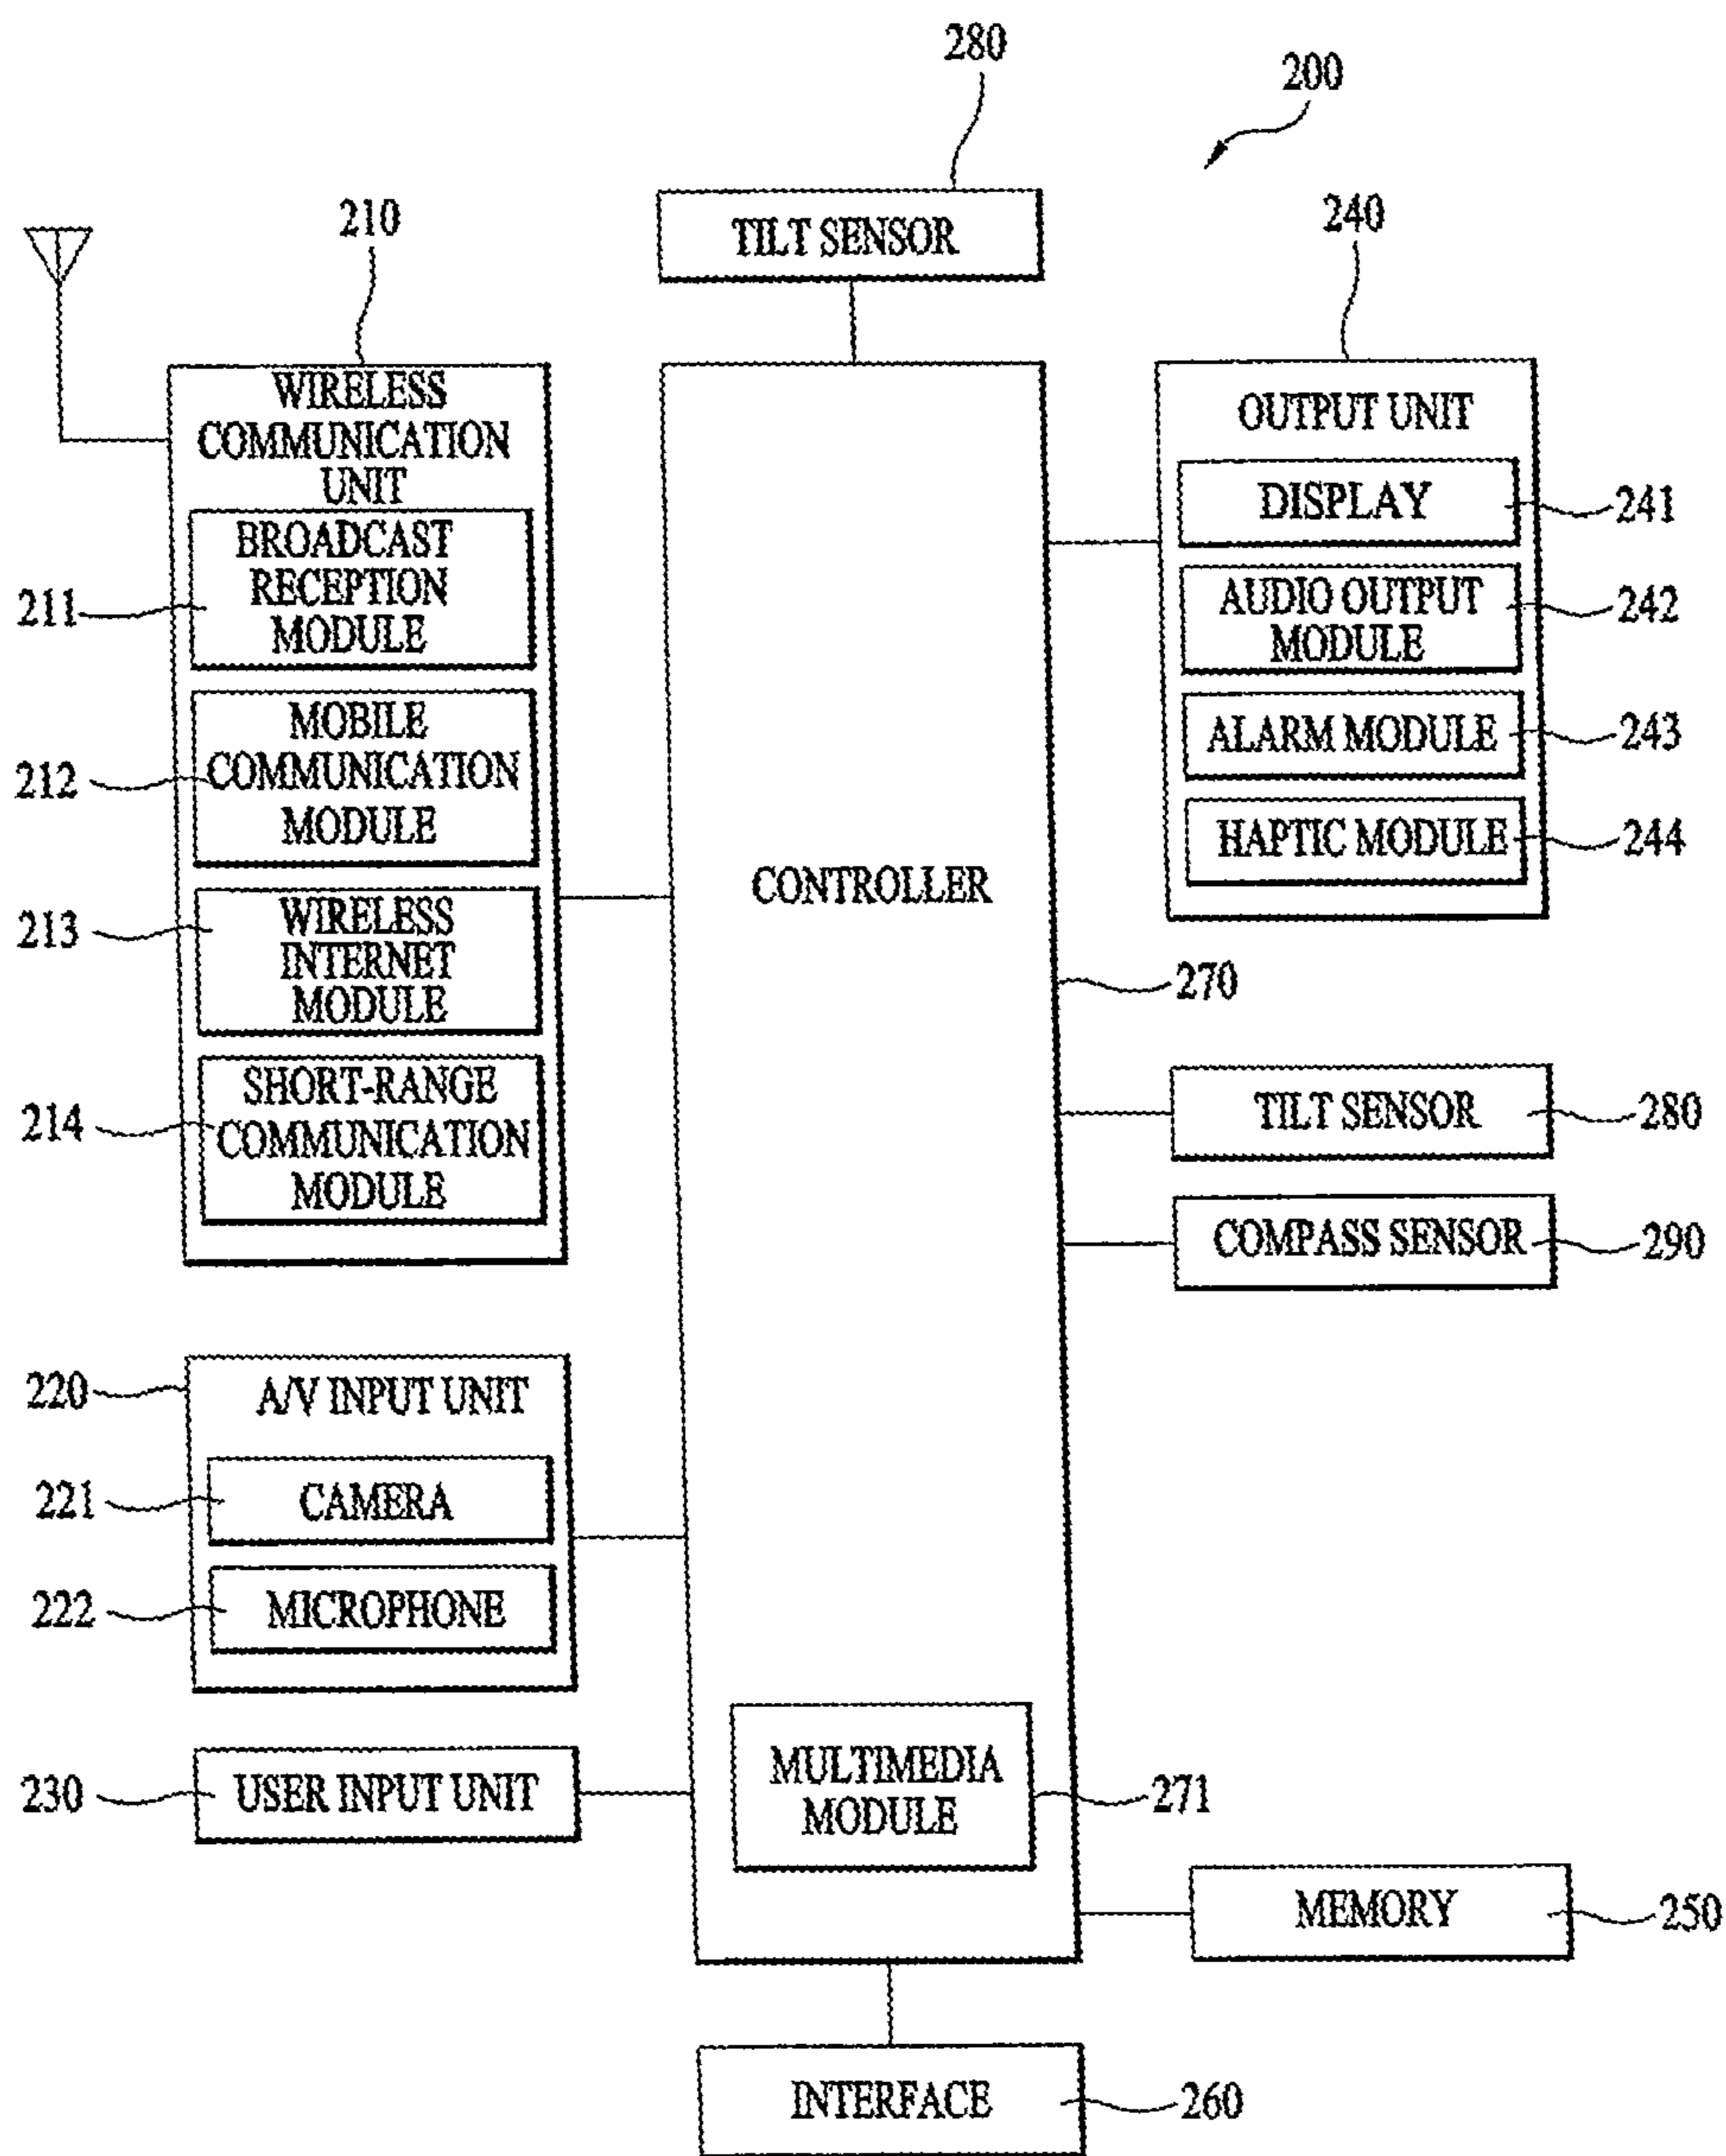 280
200
TILT SENSOR
210
240
WIRELESS
COMMUNICATION
UNIT
BROADCAST
RECEPTION
MODULE
211
MOBILE
COMMUNICATION
MODULE
212
WIRELESS
INTERNET
MODULE
213
SHORT-RANGE
COMMUNICATION
MODULE
214
A/V INPUT UNIT
220
CAMERA
221
MICROPHONE
222
USER INPUT UNIT
230
CONTROLLER
270
MULTIMEDIA
MODULE
271
OUTPUT UNIT
DISPLAY
241
AUDIO OUTPUT
MODULE
242
ALARM MODULE
243
HAPTIC MODULE
244
TILT SENSOR
280
COMPASS SENSOR
290
MEMORY
250
INTERFACE
260